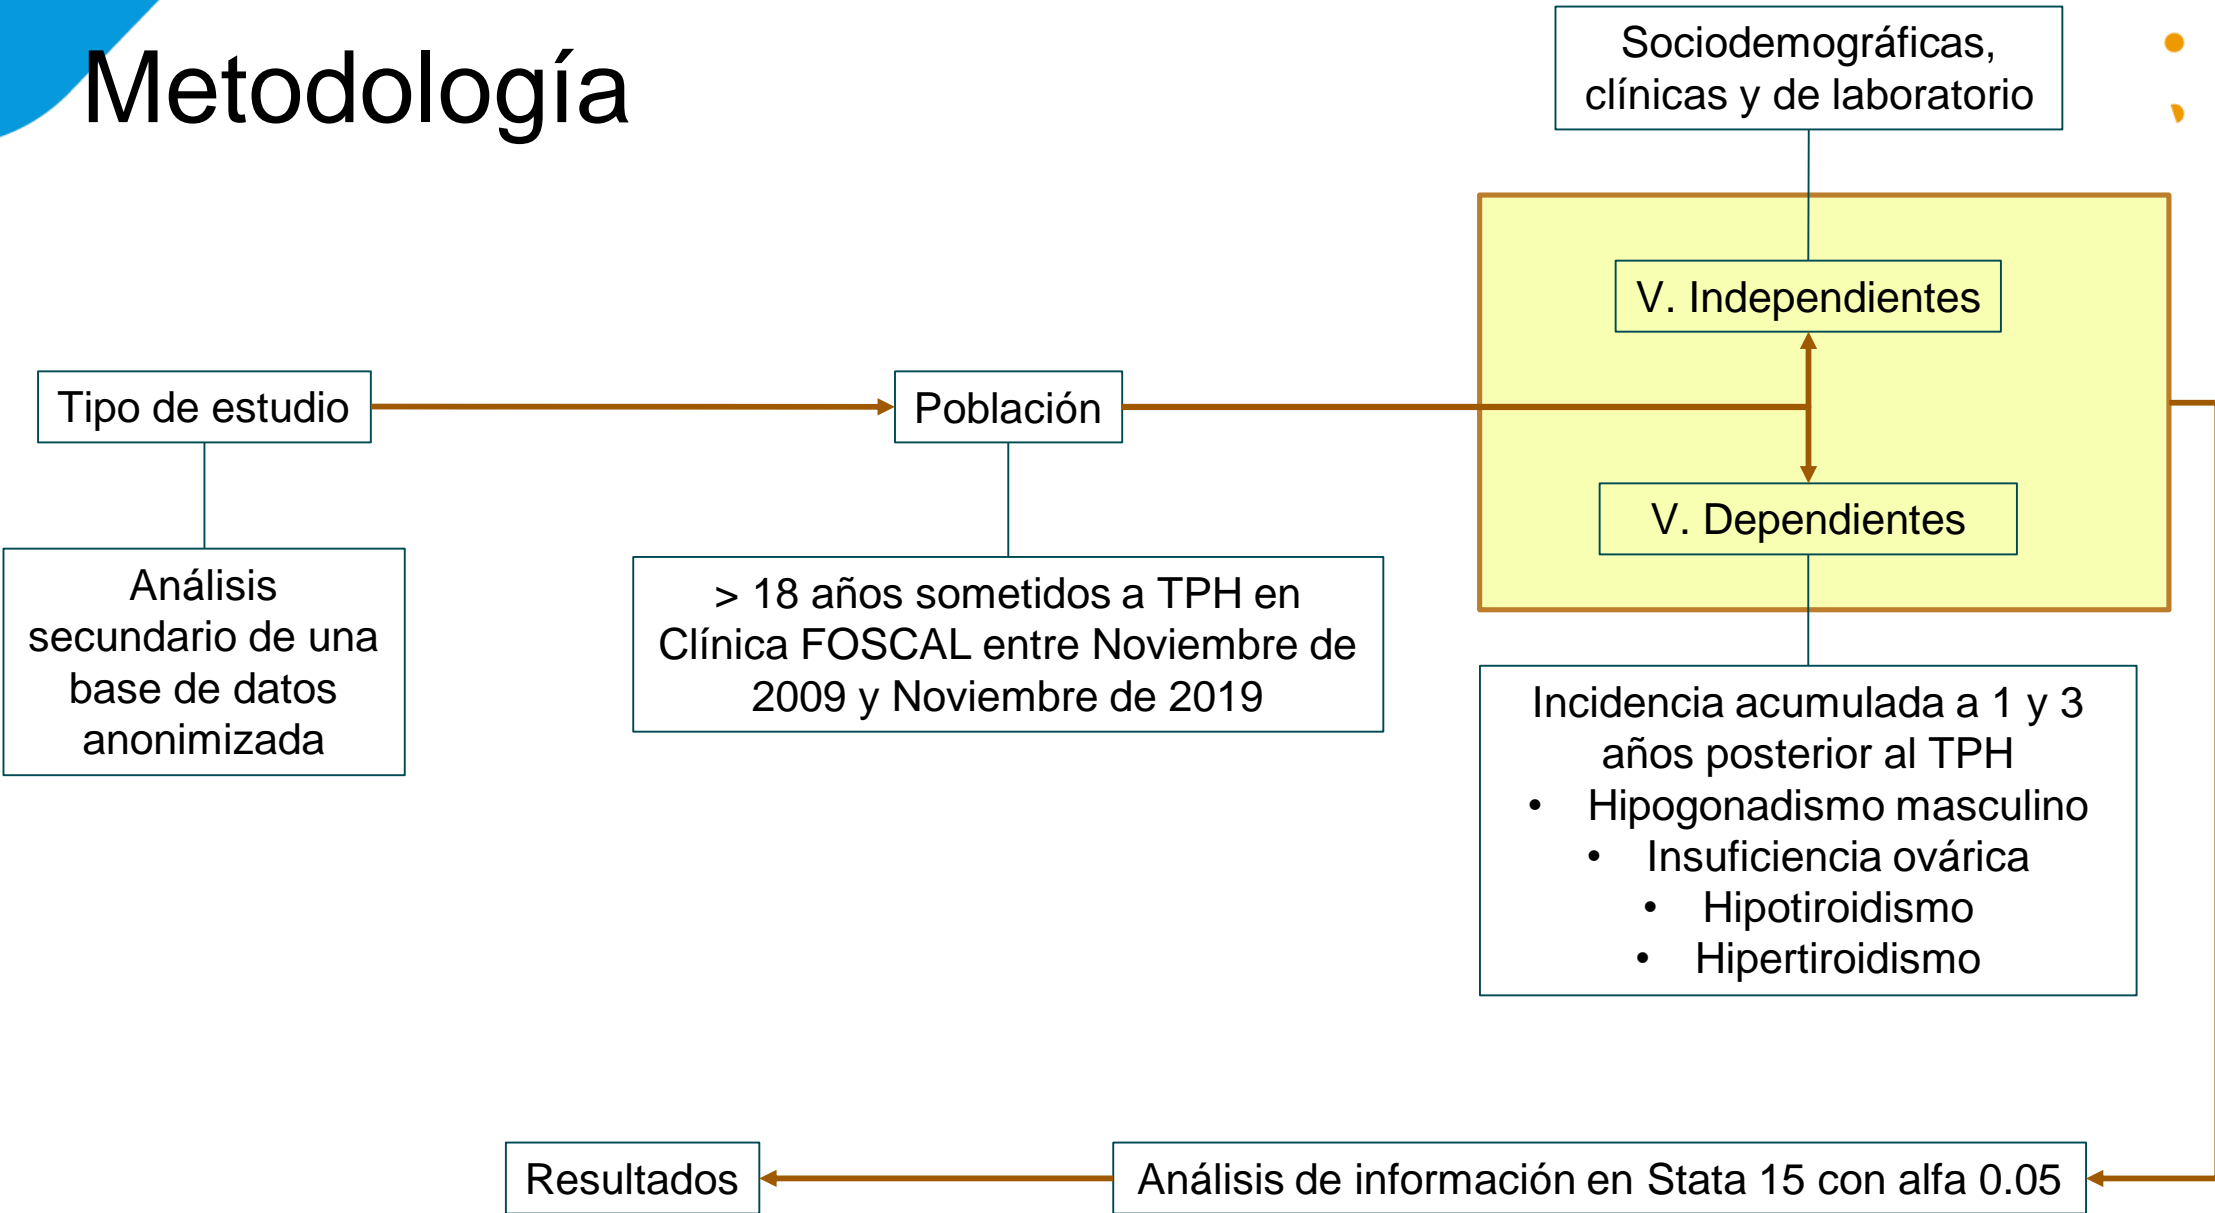 Metodología
Sociodemográficas,
clínicas y de laboratorio
V. Independientes
Tipo de estudio
Población
V. Dependientes
Análisis
secundario de una
base de datos
anonimizada
> 18 años sometidos a TPH en
Clínica FOSCAL entre Noviembre de
2009 y Noviembre de 2019
Incidencia acumulada a 1 y 3
años posterior al TPH
• Hipogonadismo masculino
• Insuficiencia ovárica
• Hipotiroidismo
• Hipertiroidismo
Resultados
Análisis de información en Stata 15 con alfa 0.05